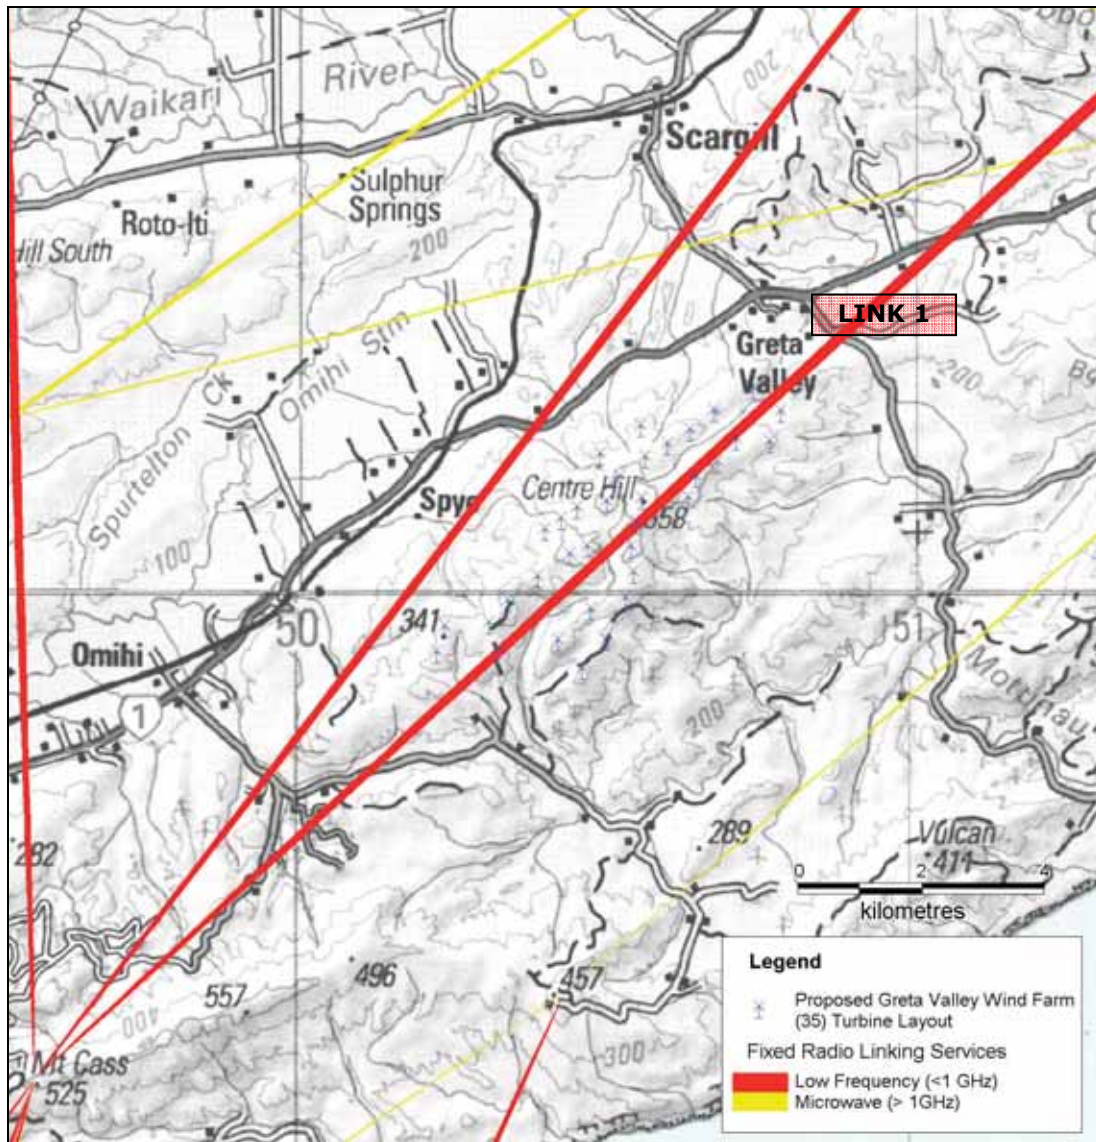 Waikari
River
Scargill
200
Sulphur
Springs
Roto-Iti
Hill South
200
LINK 1
Greta
Valley
200
Omihi Stm
Spurtelton
Ck
Centre Hill
658
100
50
341
51
Omihi
1
Motunau
200
282
289
Vulcan
411
0 2 4
kilometres
496
457
557
400
300
Mt Cass
525
Legend
Proposed Greta Valley Wind Farm
(35) Turbine Layout
Fixed Radio Linking Services
Low Frequency (<1 GHz)
Microwave (> 1GHz)